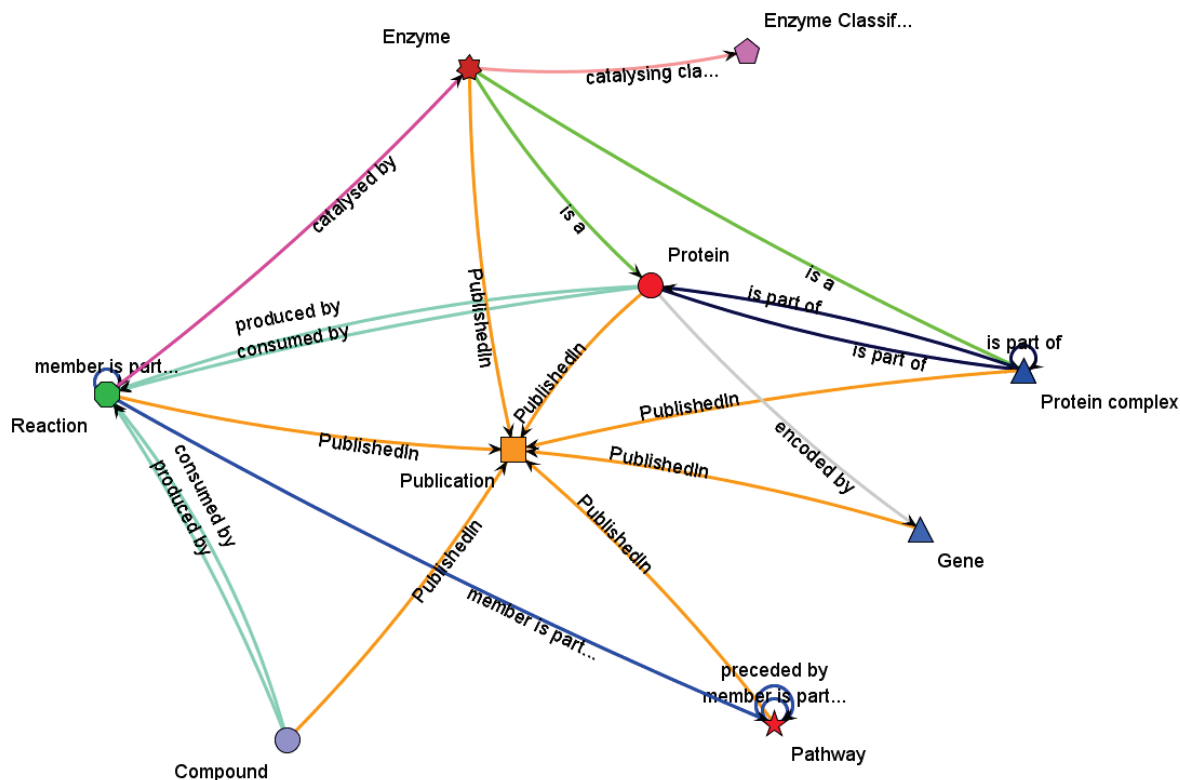 Enzyme Classif...
Enzyme
catalysing cla...
catalysed by
is a
Protein
is a
PublishedIn
is part of
produced by
consumed by
is part of
is part of
member is part...
PublishedIn
Protein complex
PublishedIn
Reaction
PublishedIn
PublishedIn
encoded by
Publication
consumed by
produced by
PublishedIn
PublishedIn
Gene
member is part...
preceded by
member is part...
Pathway
Compound